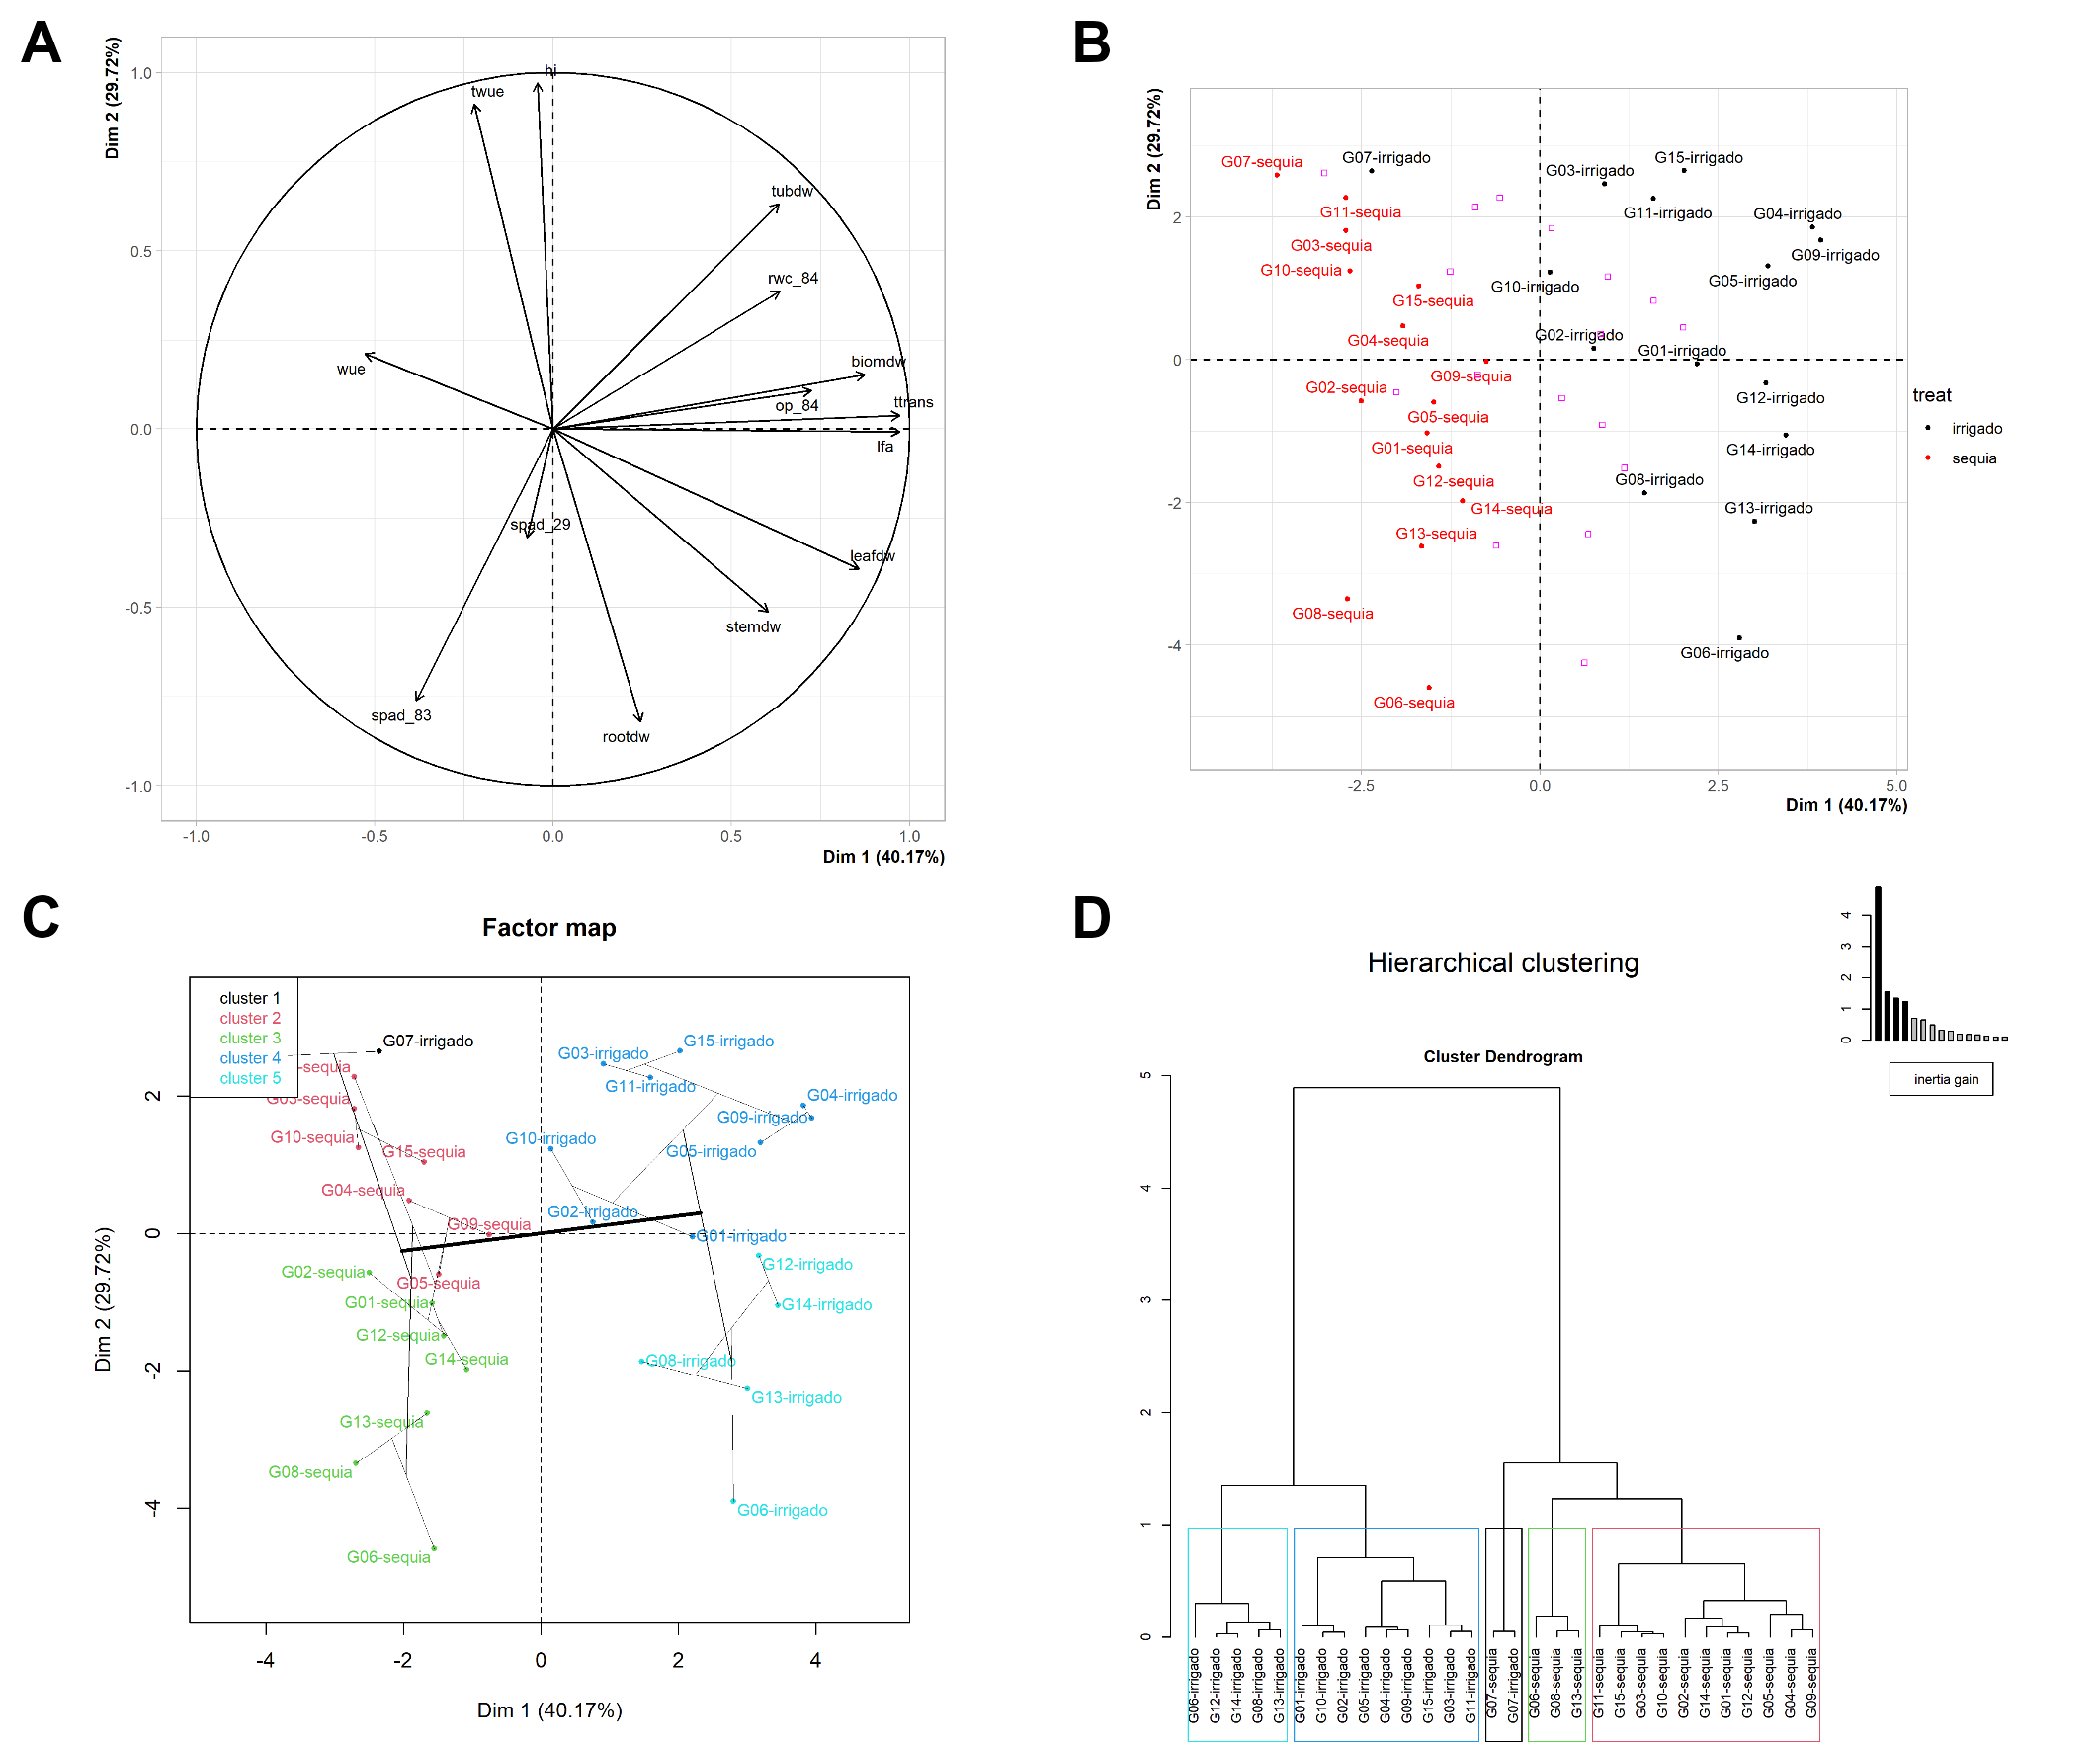 A
Dim 2 (29.72%)
1.0
0.5
0.0
-0.5
-1.0
hi
twue
tubdw
rwc_84
biomdw
wue
op_84
ttrans
lfa
spad_29
leafdw
stemdw
spad_83
rootdw
-1.0 -0.5 0.0 0.5 1.0
Dim 1 (40.17%)
B
Dim 2 (29.72%)
2
0
-2
-4
G07-sequia
G07-irrigado
G03-irrigado
G15-irrigado
G11-sequia
G11-irrigado
G04-irrigado
G03-sequia
G09-irrigado
G10-sequia
G10-irrigado
G05-irrigado
G15-sequia
G04-sequia
G02-irrigado
G01-irrigado
G09-sequia
G02-sequia
G12-irrigado
G05-sequia
G01-sequia
G14-irrigado
G12-sequia
G08-irrigado
G14-sequia
G13-irrigado
G13-sequia
G08-sequia
G06-irrigado
G06-sequia
-2.5 0.0 2.5 5.0
Dim 1 (40.17%)
treat
irrigado
sequia
C
Factor map
cluster 1
cluster 2
cluster 3
cluster 4
cluster 5
Dim 2 (29.72%)
2
0
-2
-4
G07-irrigado
G15-irrigado
G03-irrigado
-sequia
G11-irrigado
G03-sequia
G04-irrigado
G09-irrigado
G10-sequia
G10-irrigado
G15-sequia
G05-irrigado
G04-sequia
G02-irrigado
G09-sequia
G01-irrigado
G12-irrigado
G02-sequia
G05-sequia
G01-sequia
G14-irrigado
G12-sequia
G14-sequia
G08-irrigado
G13-irrigado
G13-sequia
G08-sequia
G06-irrigado
G06-sequia
-4 -2 0 2 4
Dim 1 (40.17%)
D
Hierarchical clustering
4
3
2
1
0
inertia gain
Cluster Dendrogram
5
4
3
2
1
0
G06-irrigado
G12-irrigado
G14-irrigado
G08-irrigado
G13-irrigado
G01-irrigado
G10-irrigado
G02-irrigado
G05-irrigado
G04-irrigado
G09-irrigado
G15-irrigado
G03-irrigado
G11-irrigado
G07-sequia
G07-irrigado
G06-sequia
G08-sequia
G13-sequia
G11-sequia
G15-sequia
G03-sequia
G10-sequia
G02-sequia
G14-sequia
G01-sequia
G12-sequia
G05-sequia
G04-sequia
G09-sequia